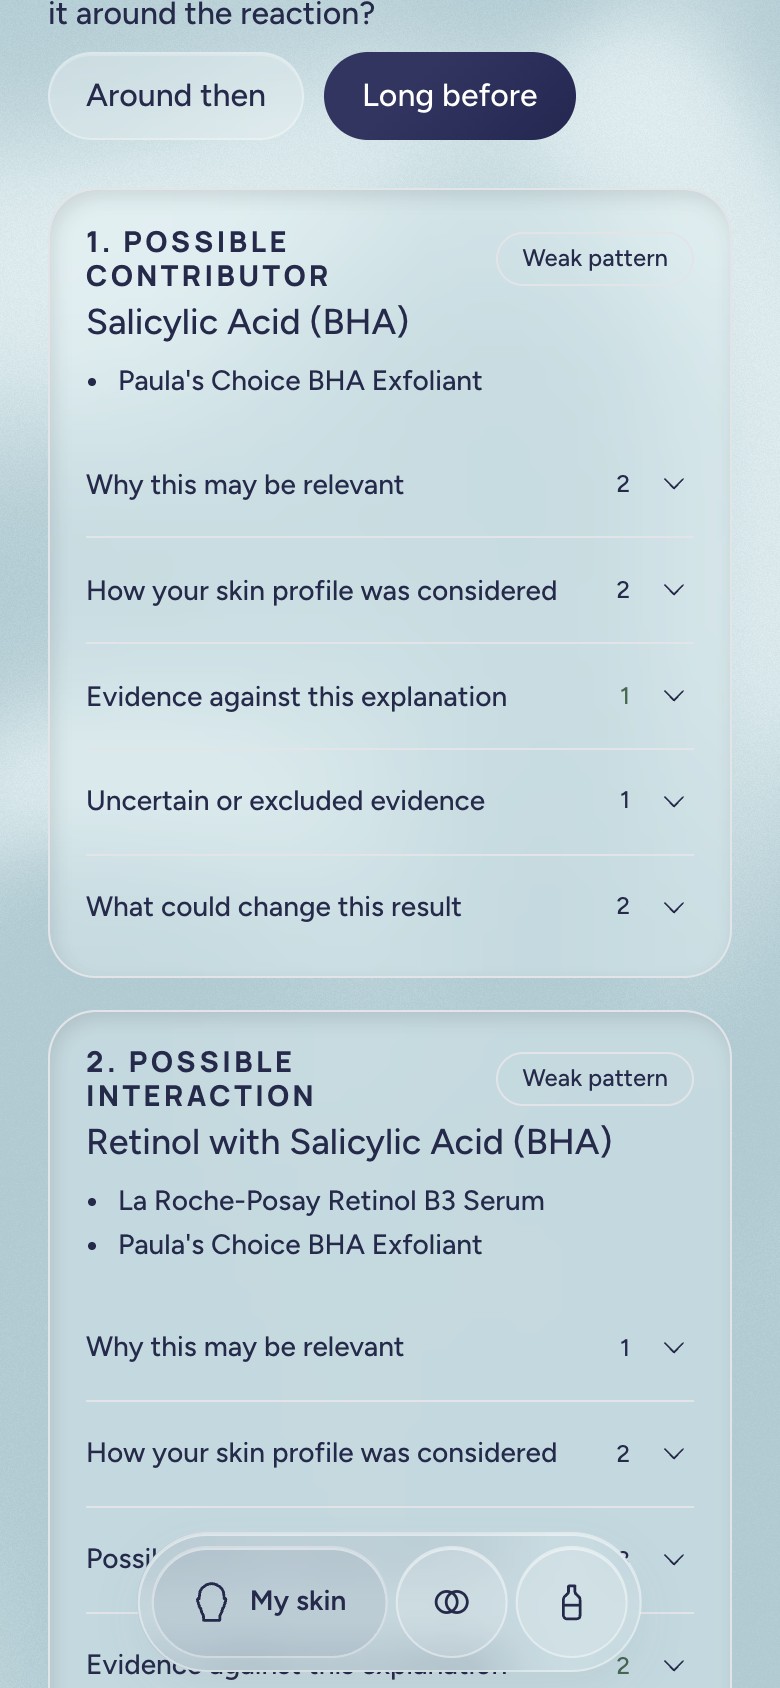 it around the reaction?
Around then
Long before
1. POSSIBLE
CONTRIBUTOR
Weak pattern
Salicylic Acid (BHA)
• Paula's Choice BHA Exfoliant
Why this may be relevant 2
How your skin profile was considered 2
Evidence against this explanation 1
Uncertain or excluded evidence 1
What could change this result 2
2. POSSIBLE
INTERACTION
Weak pattern
Retinol with Salicylic Acid (BHA)
• La Roche-Posay Retinol B3 Serum
• Paula's Choice BHA Exfoliant
Why this may be relevant 1
How your skin profile was considered 2
My skin
Evidence against this explanation 2